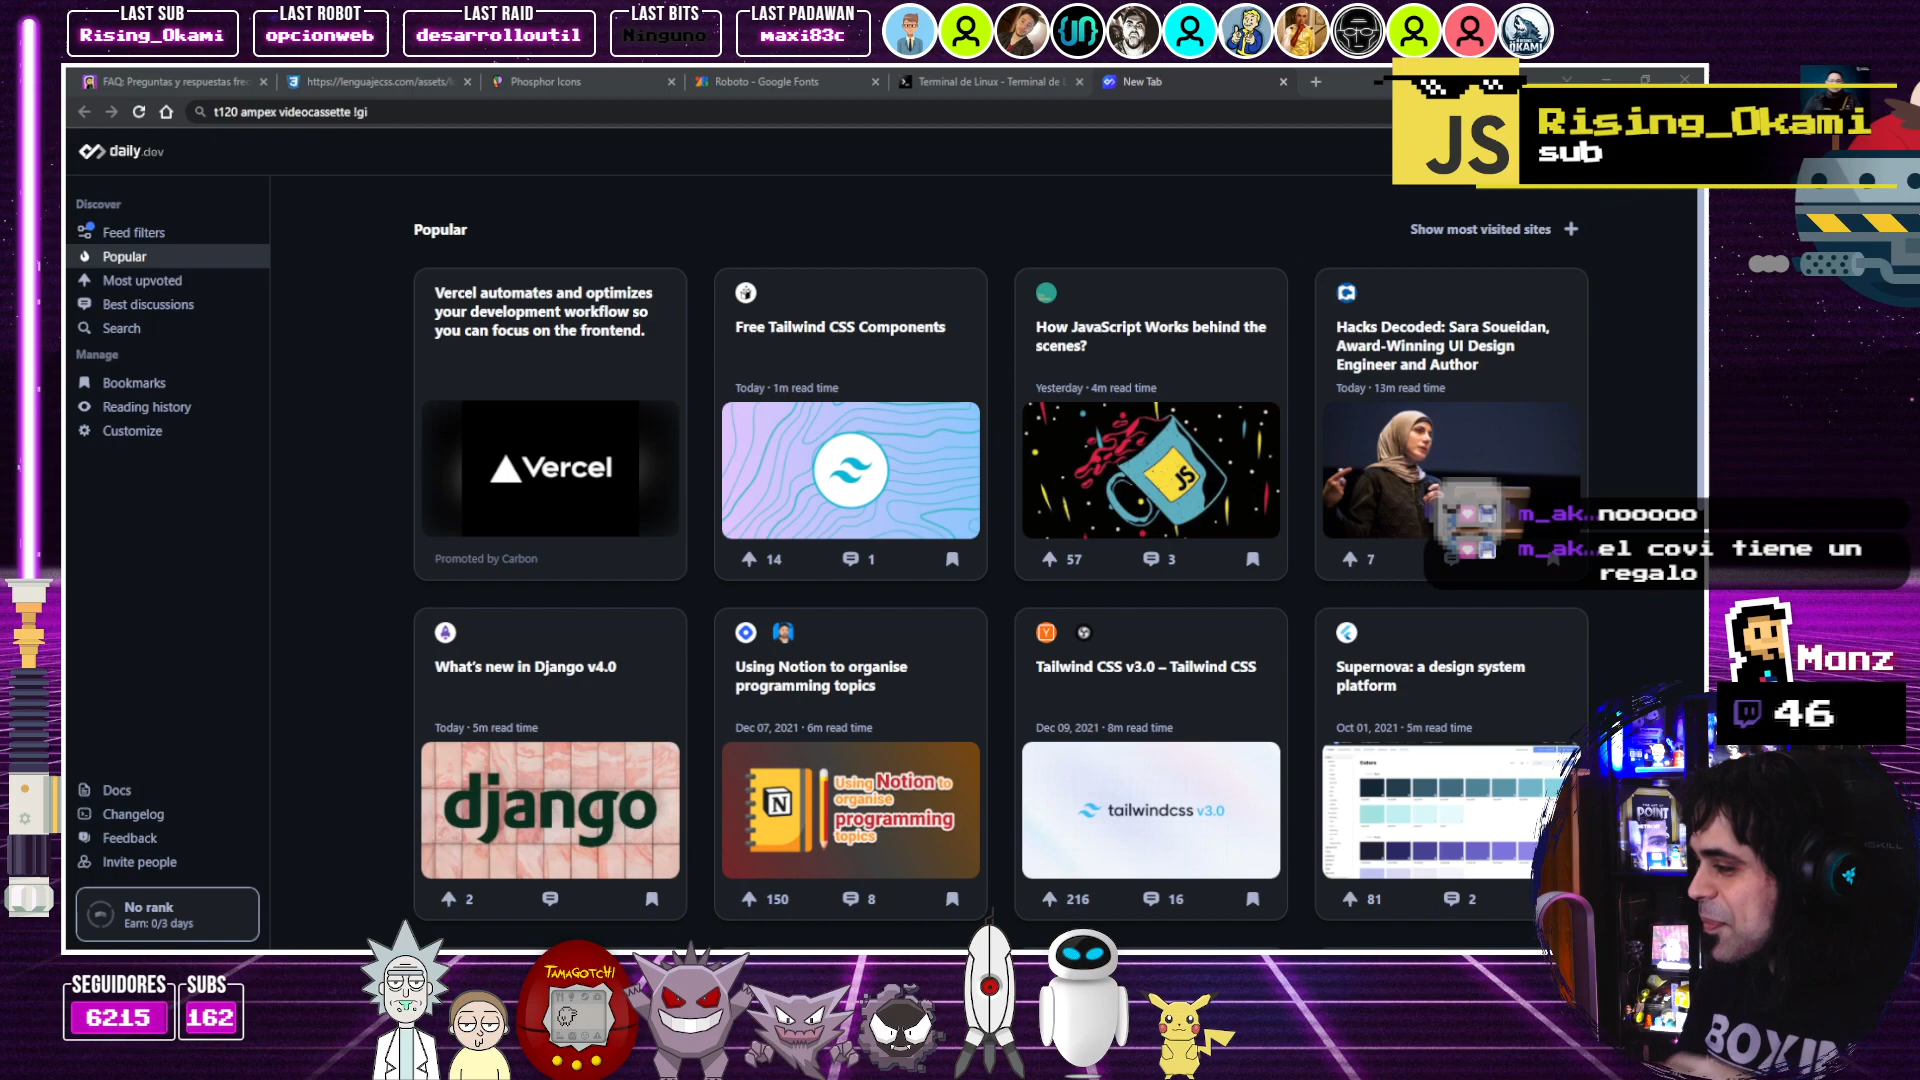 LAST SUB
Rising_Okami
LAST ROBOT
opcionweb
LAST RAID
desarrolloutil
LAST BITS
Ninguno
LAST PADAWAN
maxi83c
FAQ: Preguntas y respuestas fre
https://lenguajecss.com/assets/
Phosphor Icons
Roboto - Google Fonts
Terminal de Linux - Terminal de
New Tab
t120 ampex videocassette !gi
JS
Rising_Okami
sub
daily.dev
Discover
Feed filters
Popular
Most upvoted
Best discussions
Search
Manage
Bookmarks
Reading history
Customize
Docs
Changelog
Feedback
Invite people
No rank
Earn: 0/3 days
Popular
Show most visited sites
Vercel automates and optimizes
your development workflow so
you can focus on the frontend.
Vercel
Promoted by Carbon
Free Tailwind CSS Components
Today · 1m read time
14
1
How JavaScript Works behind the
scenes?
Yesterday · 4m read time
JS
57
3
Hacks Decoded: Sara Soueidan,
Award-Winning UI Design
Engineer and Author
Today · 13m read time
7
m_ak..nooooo
m_ak..el covi tiene un
regalo
What's new in Django v4.0
Today · 5m read time
django
2
Using Notion to organise
programming topics
Dec 07, 2021 · 6m read time
N
Using Notion to
organise
programming
topics
150
8
Tailwind CSS v3.0 – Tailwind CSS
Dec 09, 2021 · 8m read time
tailwindcss v3.0
216
16
Supernova: a design system
platform
Oct 01, 2021 · 5m read time
Colors
81
2
Manz
46
POINT
BOXI
SEGUIDORES
6215
SUBS
162
TAMAGOTCHI